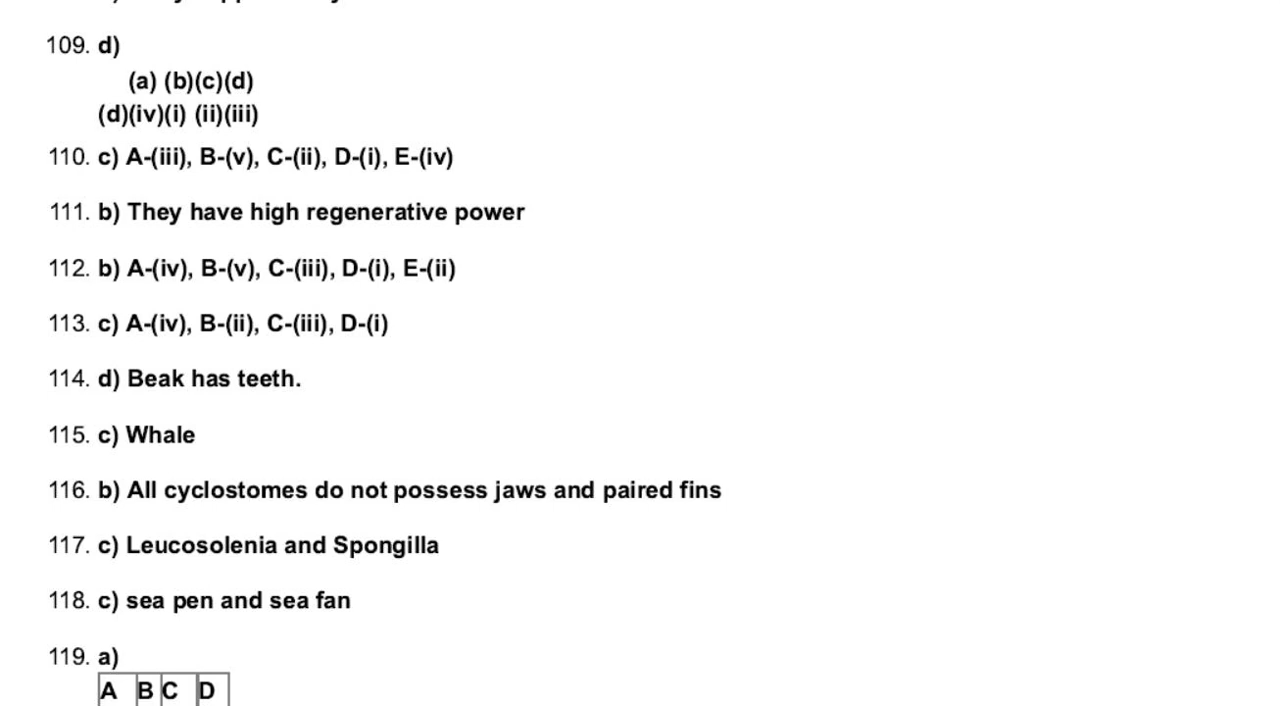 109. d)
(a) (b)(c)(d)
(d)(iv)(i) (ii)(iii)
110. c) A-(iii), B-(v), C-(ii), D-(i), E-(iv)
111. b) They have high regenerative power
112. b) A-(iv), B-(v), C-(iii), D-(i), E-(ii)
113. c) A-(iv), B-(ii), C-(iii), D-(i)
114. d) Beak has teeth.
115. c) Whale
116. b) All cyclostomes do not possess jaws and paired fins
117. c) Leucosolenia and Spongilla
118. c) sea pen and sea fan
119. a)
A B C D